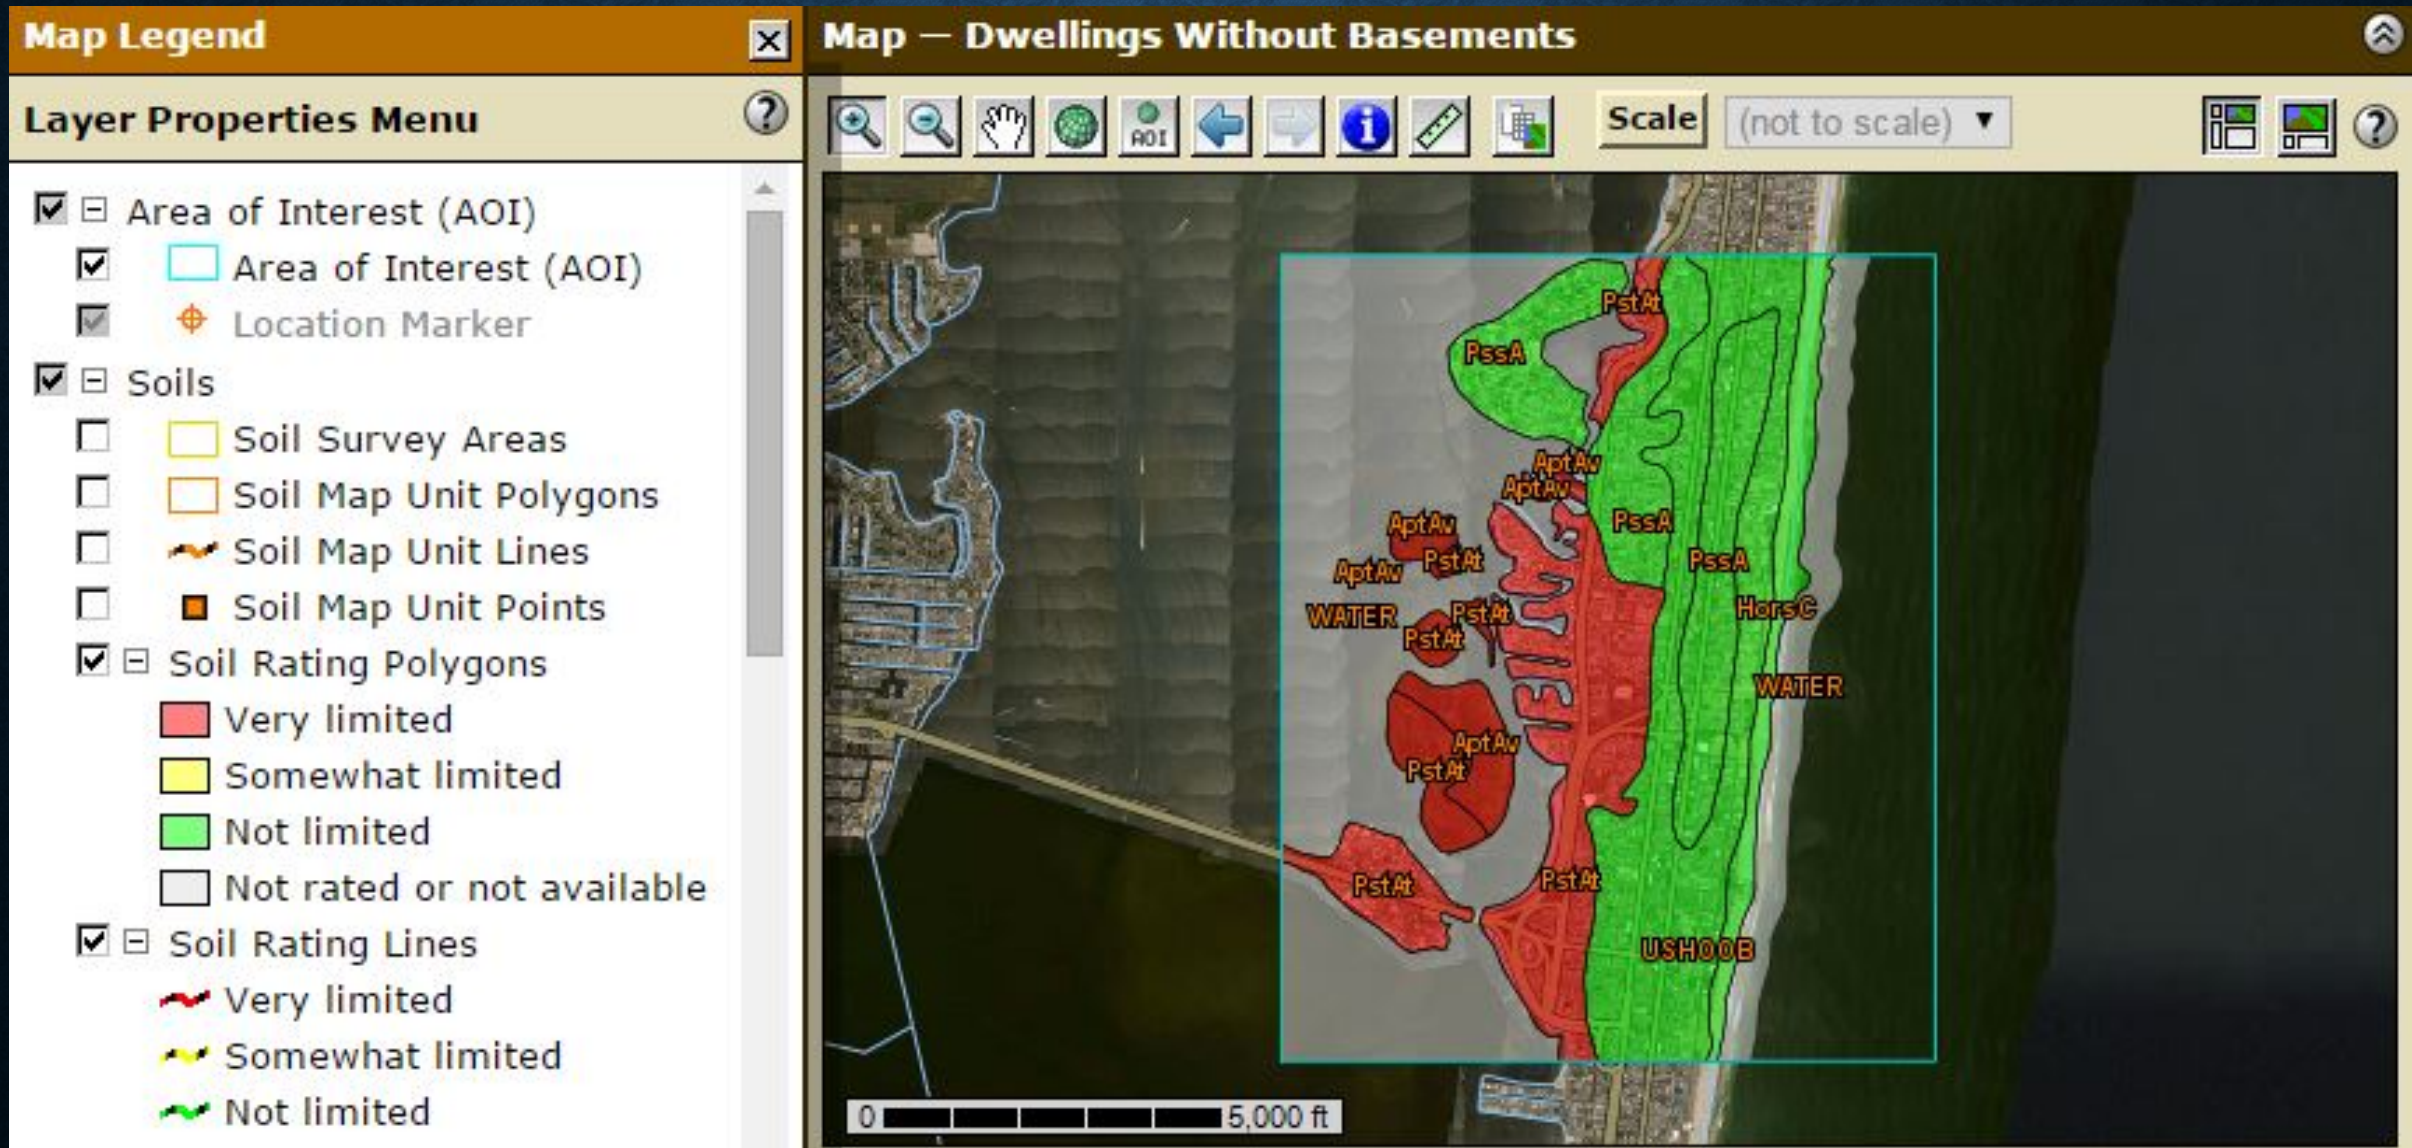 Map Legend
Layer Properties Menu
Area of Interest (AOI)
Area of Interest (AOI)
Location Marker
Soils
Soil Survey Areas
Soil Map Unit Polygons
Soil Map Unit Lines
Soil Map Unit Points
Soil Rating Polygons
Very limited
Somewhat limited
Not limited
Not rated or not available
Soil Rating Lines
Very limited
Somewhat limited
Not limited
Map — Dwellings Without Basements
AOI
Scale
(not to scale)
PstAt
PssA
AptAv
AptAv
AptAv
PssA
PstAt
PssA
AptAv
WATER
PstAt
HorsC
PstAt
WATER
AptAv
PstAt
PstAt
PstAt
USHOOB
0 5,000 ft